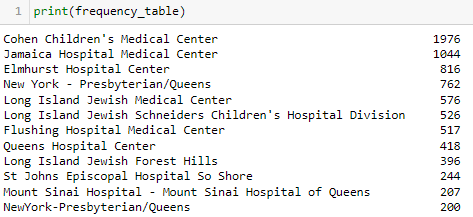 1 print(frequency_table)
Cohen Children's Medical Center 1976
Jamaica Hospital Medical Center 1044
Elmhurst Hospital Center 816
New York - Presbyterian/Queens 762
Long Island Jewish Medical Center 576
Long Island Jewish Schneiders Children's Hospital Division 526
Flushing Hospital Medical Center 517
Queens Hospital Center 418
Long Island Jewish Forest Hills 396
St Johns Episcopal Hospital So Shore 244
Mount Sinai Hospital - Mount Sinai Hospital of Queens 207
NewYork-Presbyterian/Queens 200